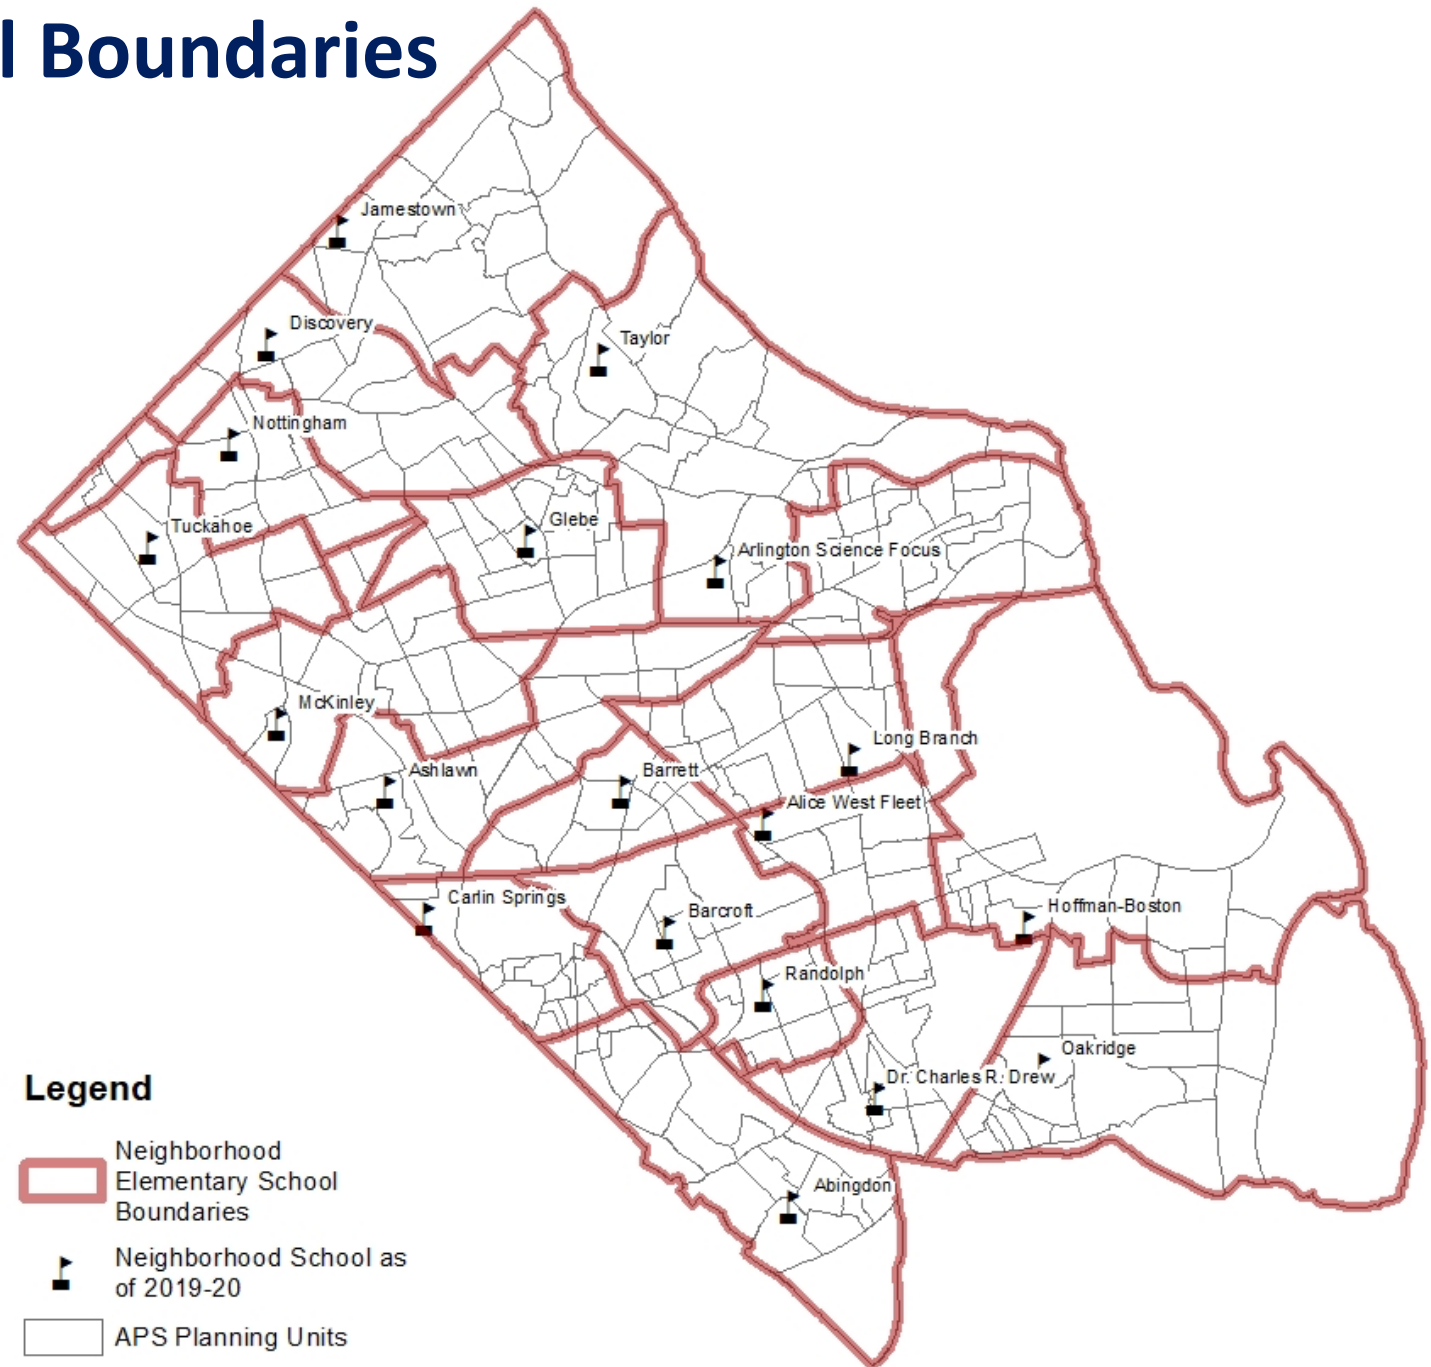 l Boundaries
Jamestown
Discovery
Taylor
Nottingham
Tuckahoe
Glebe
Arlington Science Focus
McKinley
Long Branch
Ashlawn
Barrett
Alice West Fleet
Carlin Springs
Barcroft
Hoffman-Boston
Randolph
Oakridge
Dr. Charles R. Drew
Abingdon
Legend
Neighborhood
Elementary School
Boundaries
Neighborhood School as
of 2019-20
APS Planning Units